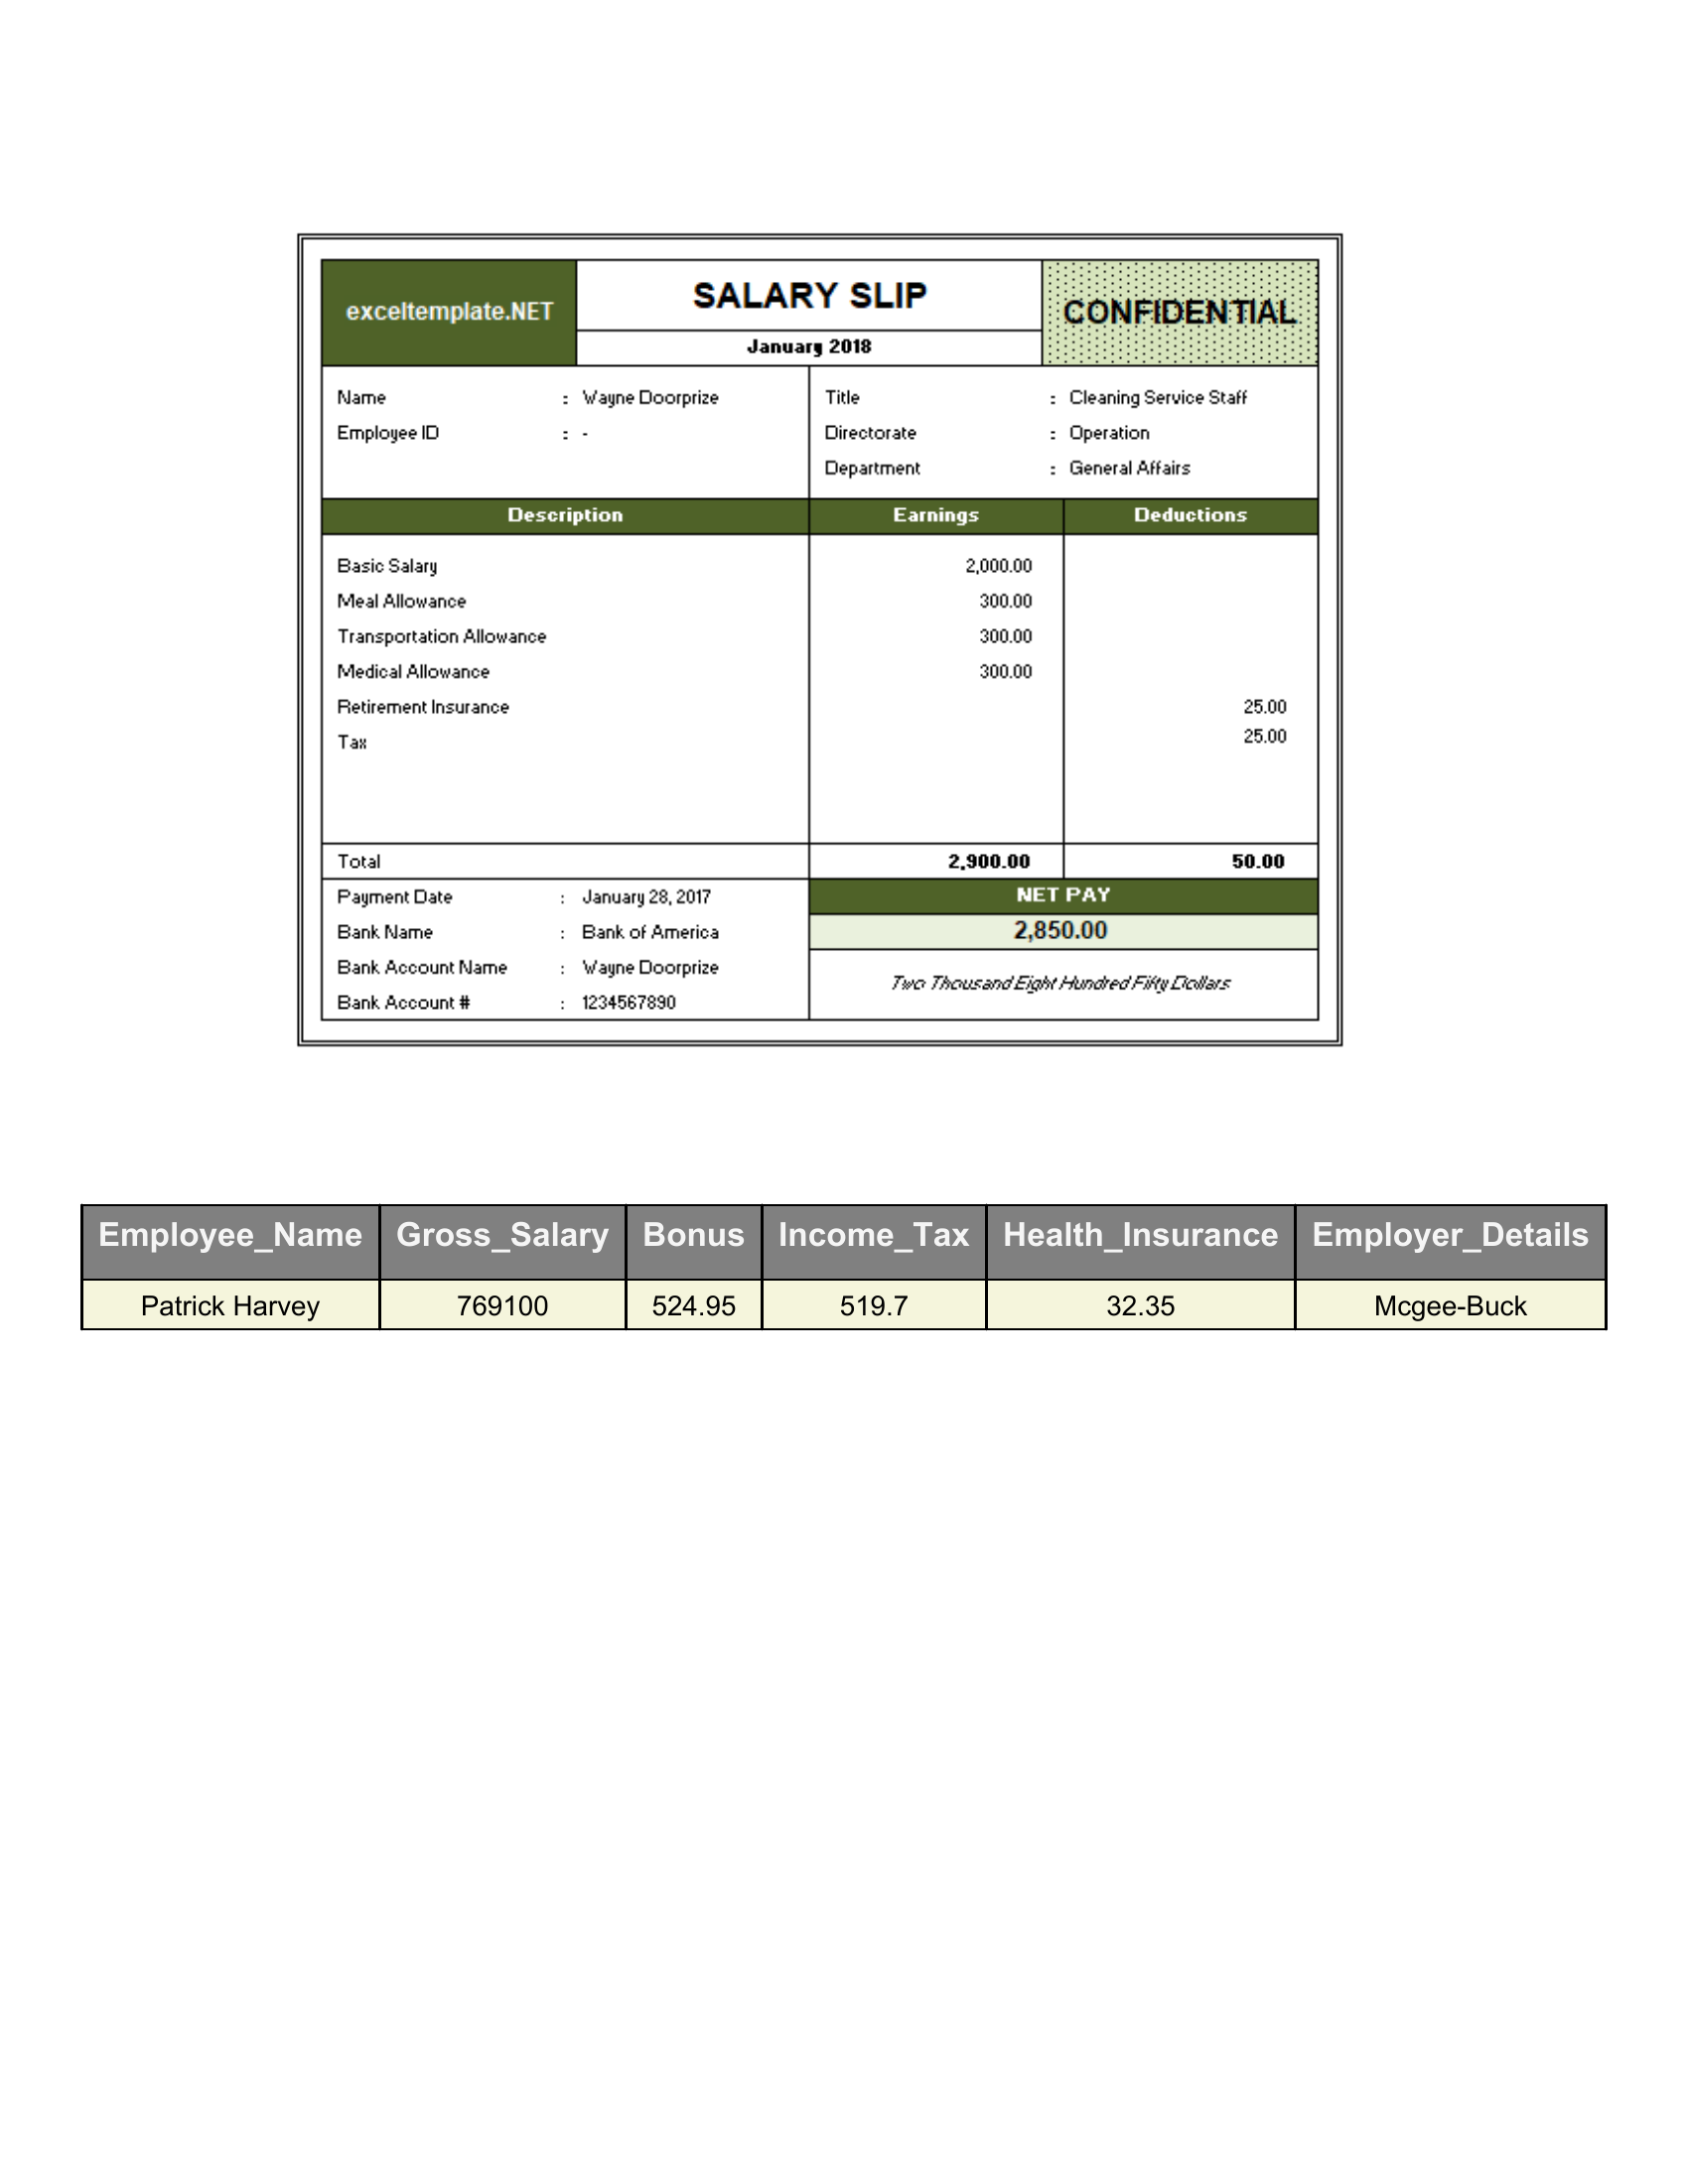 exceltemplate.NET
SALARY SLIP
CONFIDENTIAL
January 2018
Name : Wayne Doorprize Title : Cleaning Service Staff
Employee ID : - Directorate : Operation
Department : General Affairs
Description Earnings Deductions
Basic Salary 2,000.00
Meal Allowance 300.00
Transportation Allowance 300.00
Medical Allowance 300.00
Retirement Insurance 25.00
Tax 25.00
Total 2,900.00 50.00
Payment Date : January 28, 2017 NET PAY
Bank Name : Bank of America 2,850.00
Bank Account Name : Wayne Doorprize
Two Thousand Eight Hundred Fifty Dollars
Bank Account # : 1234567890
Employee_Name Gross_Salary Bonus Income_Tax Health_Insurance Employer_Details
Patrick Harvey 769100 524.95 519.7 32.35 Mcgee-Buck